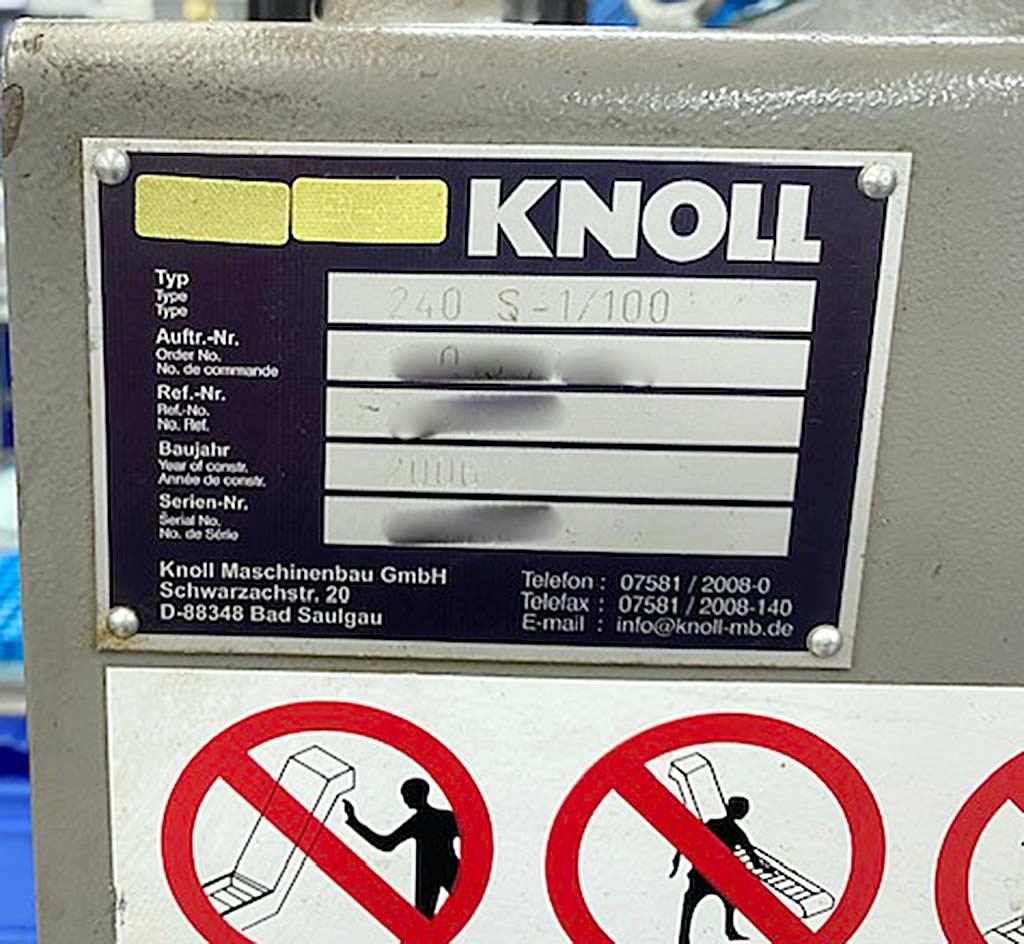 KNOLL
Typ
Type
Type
240 S-1/100
Auftr.-Nr.
Order No.
No. de commande
Ref.-Nr.
Ref.-No.
No. Ref.
Baujahr
Year of constr.
Année de constr.
2006
Serien-Nr.
Serial No.
No. de Série
Knoll Maschinenbau GmbH
Schwarzachstr. 20
D-88348 Bad Saulgau
Telefon : 07581 / 2008-0
Telefax : 07581 / 2008-140
E-mail : info@knoll-mb.de